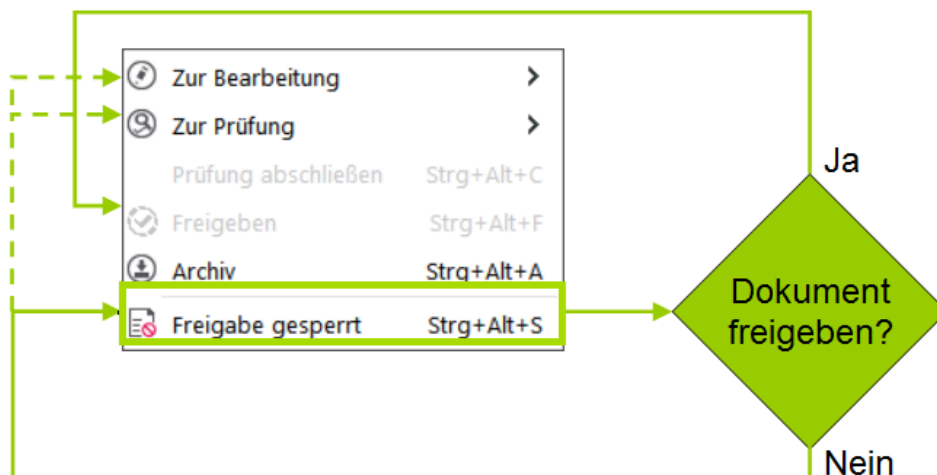 Zur Bearbeitung
Zur Prüfung
Prüfung abschließen Strg+Alt+C
Freigeben Strg+Alt+F
Archiv Strg+Alt+A
Freigabe gesperrt Strg+Alt+S
Ja
Dokument
freigeben?
Nein